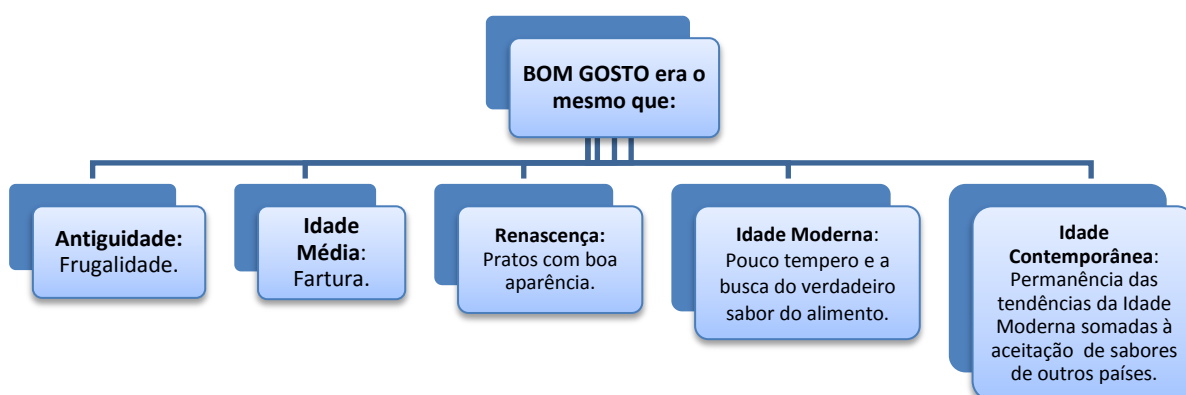 BOM GOSTO era o
mesmo que:
Antiguidade:
Frugalidade.
Idade
Média:
Fartura.
Renascença:
Pratos com boa
aparência.
Idade Moderna:
Pouco tempero e a
busca do verdadeiro
sabor do alimento.
Idade
Contemporânea:
Permanência das
tendências da Idade
Moderna somadas à
aceitação de sabores
de outros países.